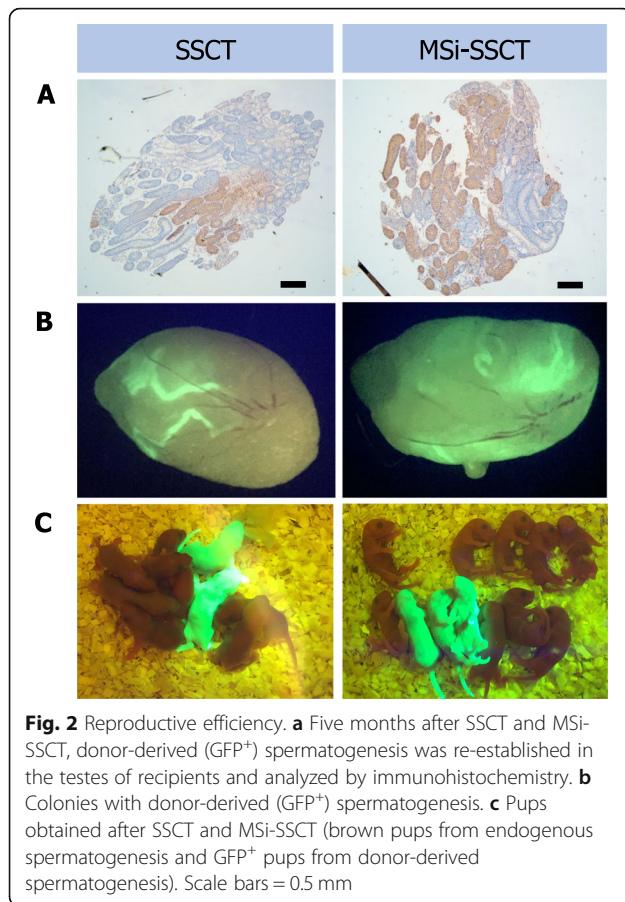 SSCT
MSi-SSCT
A
B
C
Fig. 2 Reproductive efficiency. a Five months after SSCT and MSi-
SSCT, donor-derived (GFP+) spermatogenesis was re-established in
the testes of recipients and analyzed by immunohistochemistry. b
Colonies with donor-derived (GFP+) spermatogenesis. c Pups
obtained after SSCT and MSi-SSCT (brown pups from endogenous
spermatogenesis and GFP+ pups from donor-derived
spermatogenesis). Scale bars = 0.5 mm